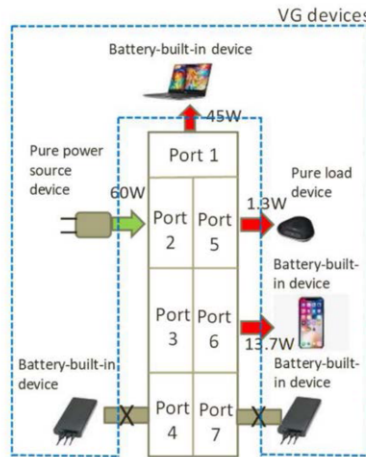 VG devices
Battery-built-in device
45W
Port 1
Pure power
source
device
60W
Port
2
Port
5
1.3W
Pure load
device
Battery-built-
in device
Port
3
Port
6
13.7W
Battery-built-in
device
Battery-built-
in device
Port
4
Port
7